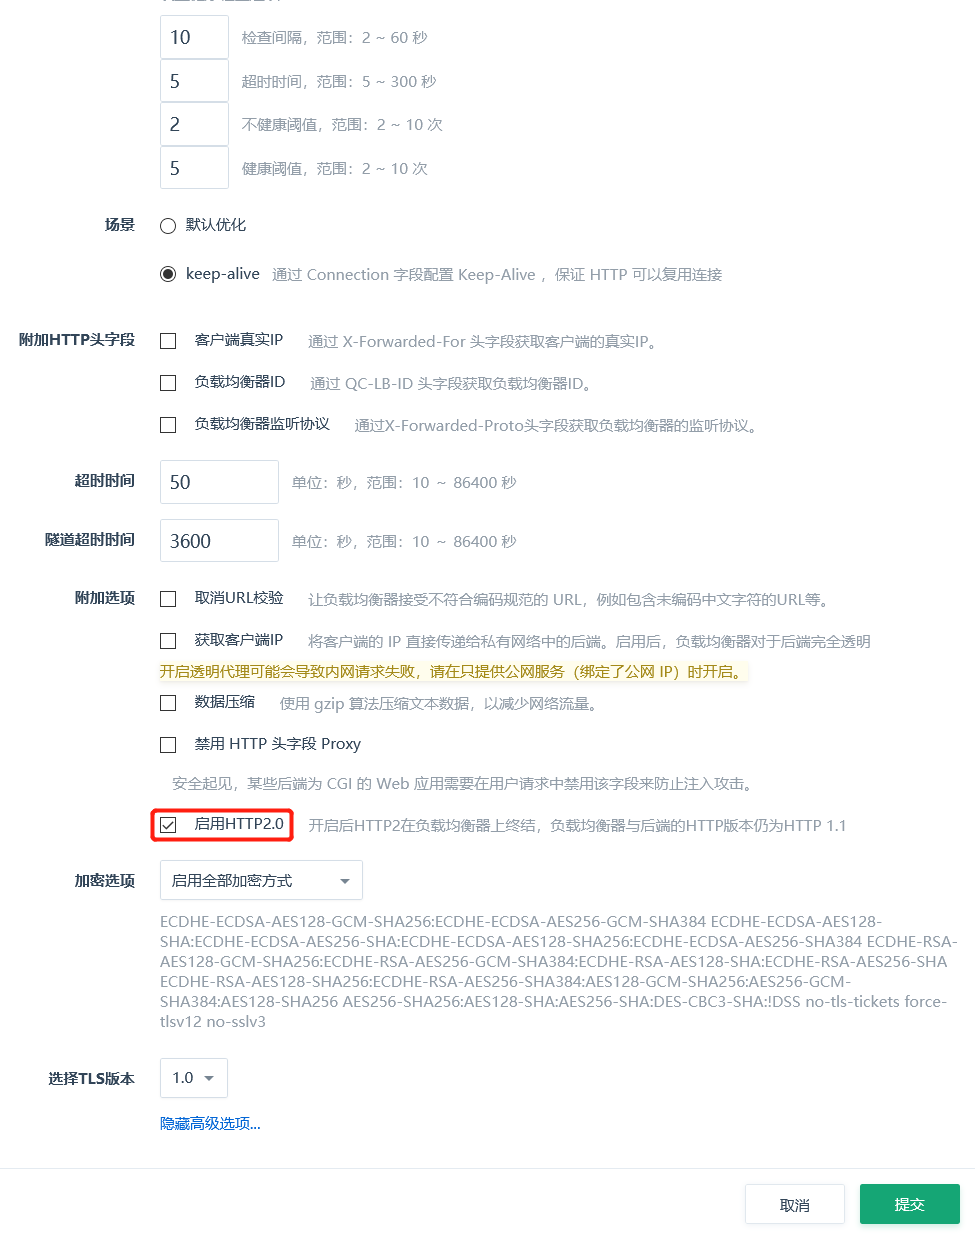 10 检查间隔，范围：2 ~ 60 秒
5 超时时间，范围：5 ~ 300 秒
2 不健康阈值，范围：2 ~ 10 次
5 健康阈值，范围：2 ~ 10 次
场景 默认优化
keep-alive 通过 Connection 字段配置 Keep-Alive ，保证 HTTP 可以复用连接
附加HTTP头字段 客户端真实IP 通过 X-Forwarded-For 头字段获取客户端的真实IP。
负载均衡器ID 通过 QC-LB-ID 头字段获取负载均衡器ID。
负载均衡器监听协议 通过X-Forwarded-Proto头字段获取负载均衡器的监听协议。
超时时间 50 单位：秒，范围：10 ～ 86400 秒
隧道超时时间 3600 单位：秒，范围：10 ～ 86400 秒
附加选项 取消URL校验 让负载均衡器接受不符合编码规范的 URL，例如包含未编码中文字符的URL等。
获取客户端IP 将客户端的 IP 直接传递给私有网络中的后端。启用后，负载均衡器对于后端完全透明
开启透明代理可能会导致内网请求失败，请在只提供公网服务（绑定了公网 IP）时开启。
数据压缩 使用 gzip 算法压缩文本数据，以减少网络流量。
禁用 HTTP 头字段 Proxy
安全起见，某些后端为 CGI 的 Web 应用需要在用户请求中禁用该字段来防止注入攻击。
启用HTTP2.0 开启后HTTP2在负载均衡器上终结，负载均衡器与后端的HTTP版本仍为HTTP 1.1
加密选项 启用全部加密方式
ECDHE-ECDSA-AES128-GCM-SHA256:ECDHE-ECDSA-AES256-GCM-SHA384 ECDHE-ECDSA-AES128-
SHA:ECDHE-ECDSA-AES256-SHA:ECDHE-ECDSA-AES128-SHA256:ECDHE-ECDSA-AES256-SHA384 ECDHE-RSA-
AES128-GCM-SHA256:ECDHE-RSA-AES256-GCM-SHA384:ECDHE-RSA-AES128-SHA:ECDHE-RSA-AES256-SHA
ECDHE-RSA-AES128-SHA256:ECDHE-RSA-AES256-SHA384:AES128-GCM-SHA256:AES256-GCM-
SHA384:AES128-SHA256 AES256-SHA256:AES128-SHA:AES256-SHA:DES-CBC3-SHA:!DSS no-tls-tickets force-
tlsv12 no-sslv3
选择TLS版本 1.0
隐藏高级选项...
取消 提交